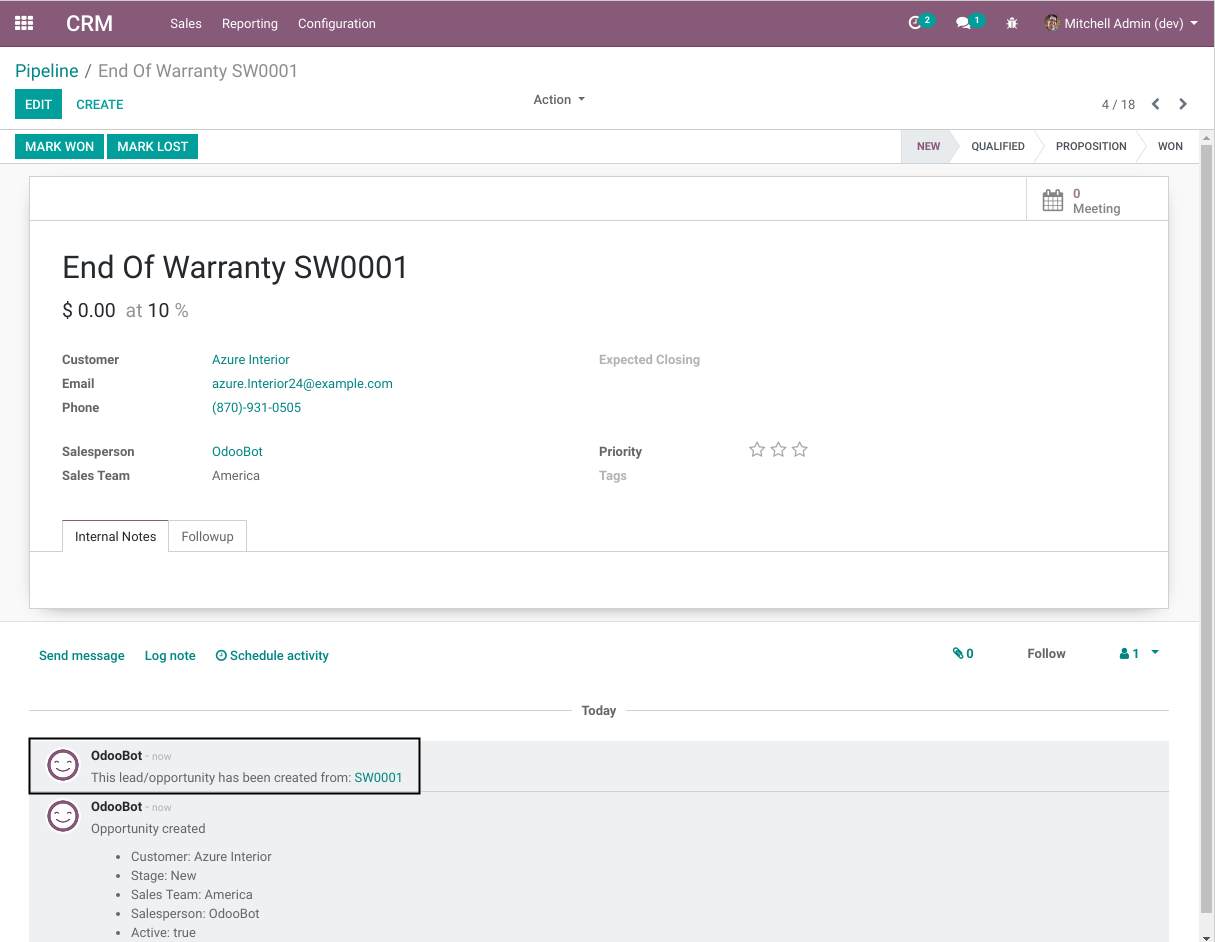 CRM Sales Reporting Configuration 2 1 Mitchell Admin (dev)
Pipeline / End Of Warranty SW0001
EDIT CREATE Action 4 / 18
MARK WON MARK LOST NEW QUALIFIED PROPOSITION WON
0
Meeting
End Of Warranty SW0001
$ 0.00 at 10 %
Customer Azure Interior Expected Closing
Email azure.Interior24@example.com
Phone (870)-931-0505
Salesperson OdooBot Priority
Sales Team America Tags
Internal Notes Followup
Send message Log note Schedule activity 0 Follow 1
Today
OdooBot - now
This lead/opportunity has been created from: SW0001
OdooBot - now
Opportunity created
• Customer: Azure Interior
• Stage: New
• Sales Team: America
• Salesperson: OdooBot
• Active: true